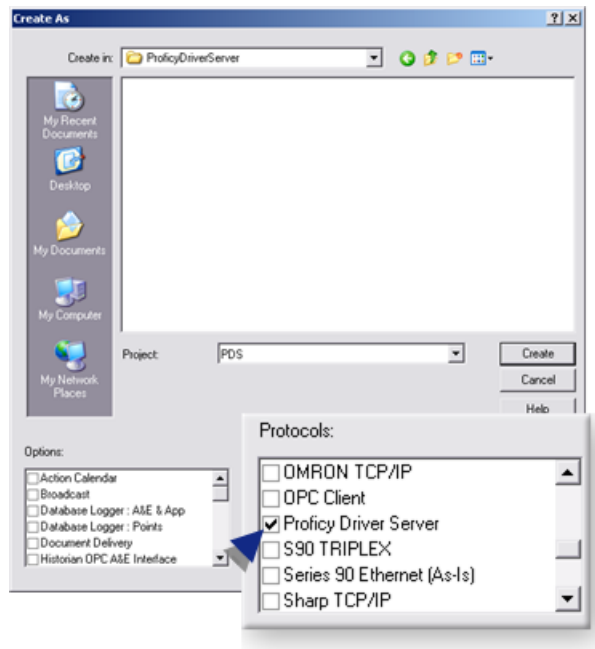 Create As
Create in: ProficyDriverServer
My Recent
Documents
Desktop
My Documents
My Computer
My Network
Places
Project: PDS
Create
Cancel
Help
Options:
Action Calendar
Broadcast
Database Logger : A&E & App
Database Logger : Points
Document Delivery
Historian OPC A&E Interface
Protocols:
OMRON TCP/IP
OPC Client
Proficy Driver Server
S90 TRIPLEX
Series 90 Ethernet (As-Is)
Sharp TCP/IP